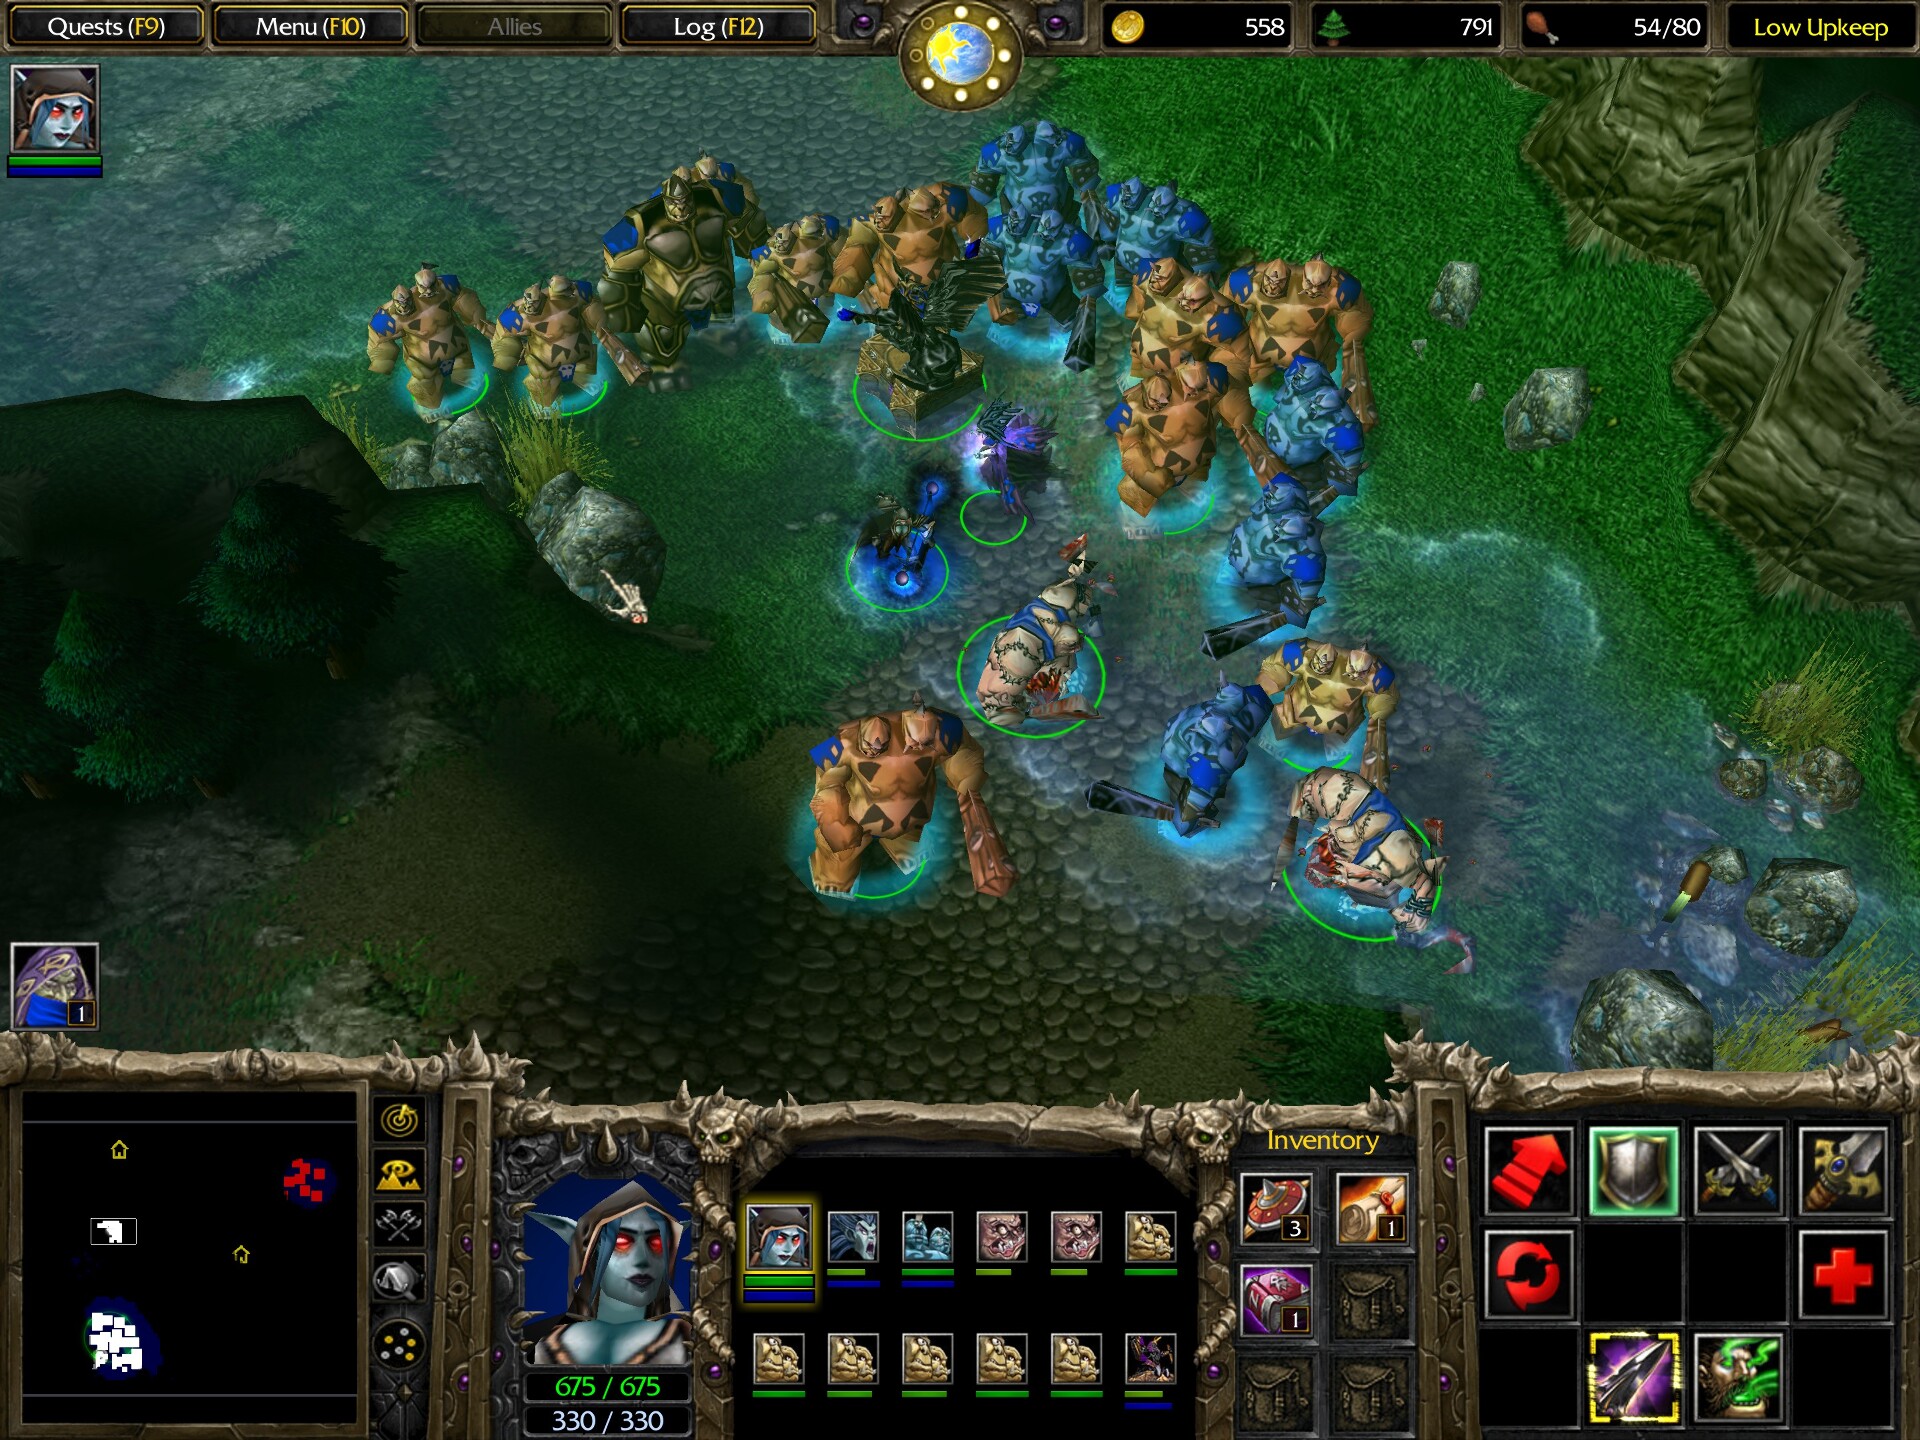 Quests (F9) Menu (F10) Allies Log (F12) 558 791 54/80 Low Upkeep
1
Inventory
3 1
1
675 / 675
330 / 330